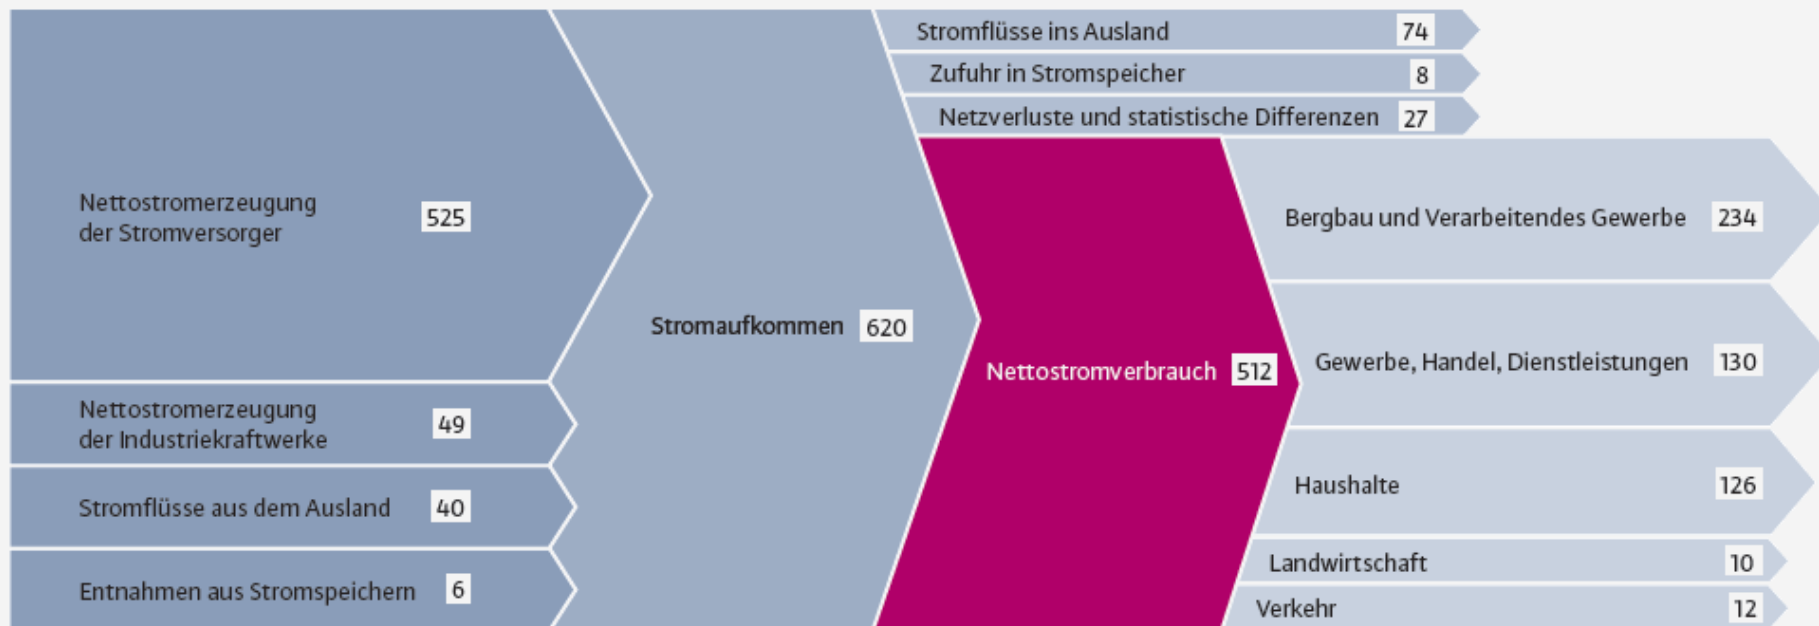 Nettostromerzeugung
der Stromversorger 525
Nettostromerzeugung
der Industriekraftwerke 49
Stromflüsse aus dem Ausland 40
Entnahmen aus Stromspeichern 6
Stromaufkommen 620
Stromflüsse ins Ausland 74
Zufuhr in Stromspeicher 8
Netzverluste und statistische Differenzen 27
Nettostromverbrauch 512
Bergbau und Verarbeitendes Gewerbe 234
Gewerbe, Handel, Dienstleistungen 130
Haushalte 126
Landwirtschaft 10
Verkehr 12